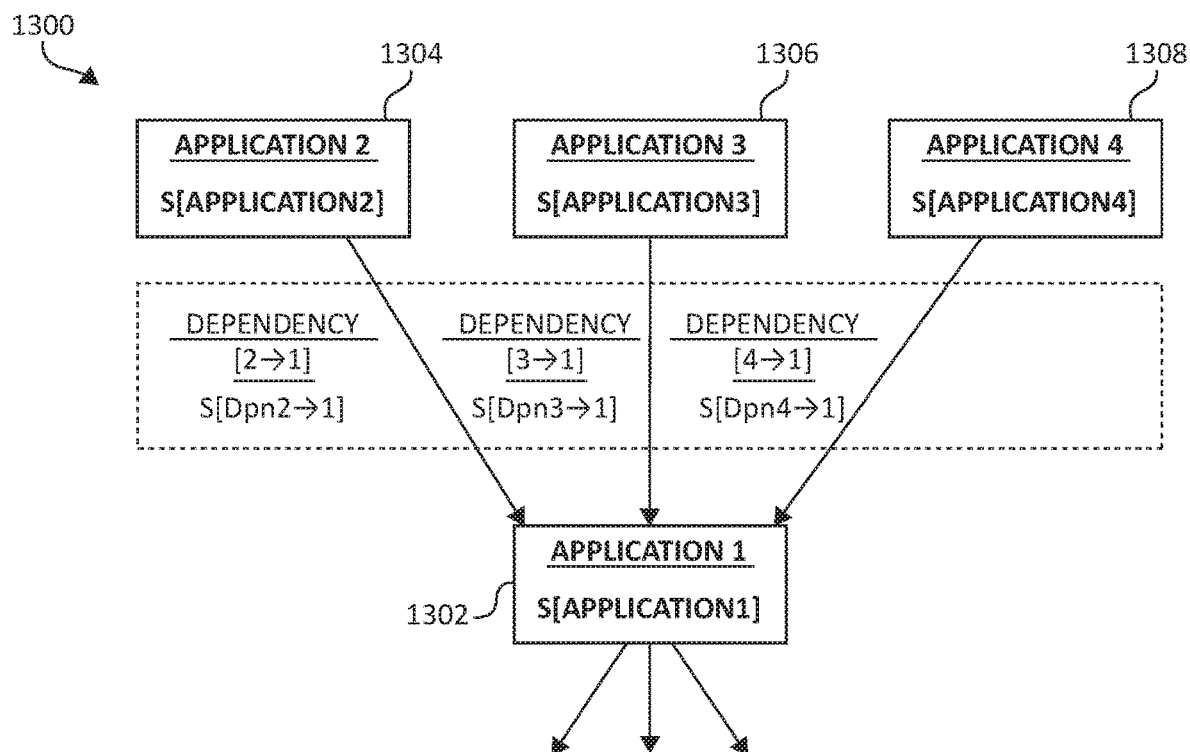 1300
1304
1306
1308
APPLICATION 2
S[APPLICATION2]
APPLICATION 3
S[APPLICATION3]
APPLICATION 4
S[APPLICATION4]
DEPENDENCY
[2→1]
S[Dpn2→1]
DEPENDENCY
[3→1]
S[Dpn3→1]
DEPENDENCY
[4→1]
S[Dpn4→1]
APPLICATION 1
S[APPLICATION1]
1302